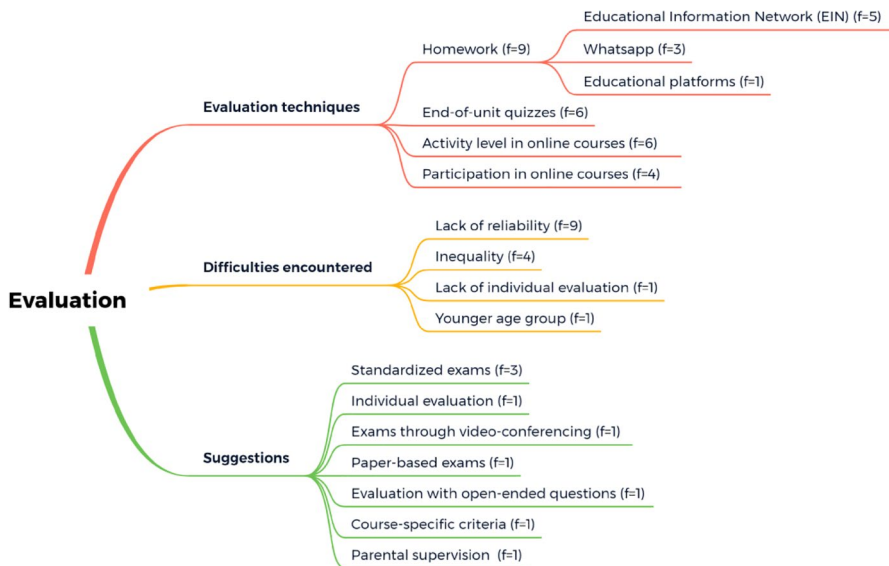 Educational Information Network (EIN) (f=5)
Homework (f=9)
Whatsapp (f=3)
Educational platforms (f=1)
Evaluation techniques
End-of-unit quizzes (f=6)
Activity level in online courses (f=6)
Participation in online courses (f=4)
Lack of reliability (f=9)
Inequality (f=4)
Difficulties encountered
Lack of individual evaluation (f=1)
Evaluation
Younger age group (f=1)
Standardized exams (f=3)
Individual evaluation (f=1)
Exams through video-conferencing (f=1)
Suggestions
Paper-based exams (f=1)
Evaluation with open-ended questions (f=1)
Course-specific criteria (f=1)
Parental supervision (f=1)